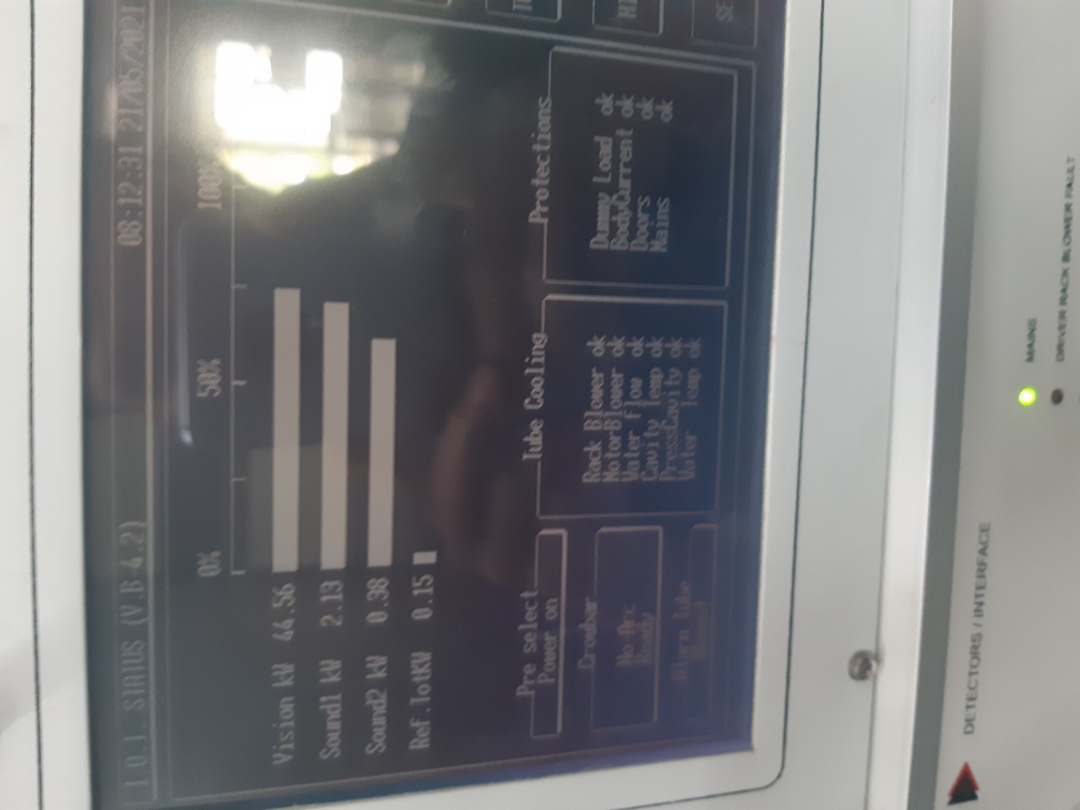 I.O.T. STATUS (V.B-4.2) 08:12:31 21/05/2021
0% 50% 100%
Vision kW 44.56
Sound1 kW 2.13
Sound2 kW 0.38
Ref.TotKW 0.15
Pre select
Power on
Crowbar
No-Arc
Ready
Alarm tube
Tube Cooling
Rack Blower ok
MotorBlower ok
Water flow ok
Cavity Temp ok
PressCavity ok
Water Temp ok
Protections
Dummy Load ok
BodyCurrent ok
Doors ok
Mains ok
DETECTORS / INTERFACE
MAINS
DRIVER RACK BLOWER FAULT